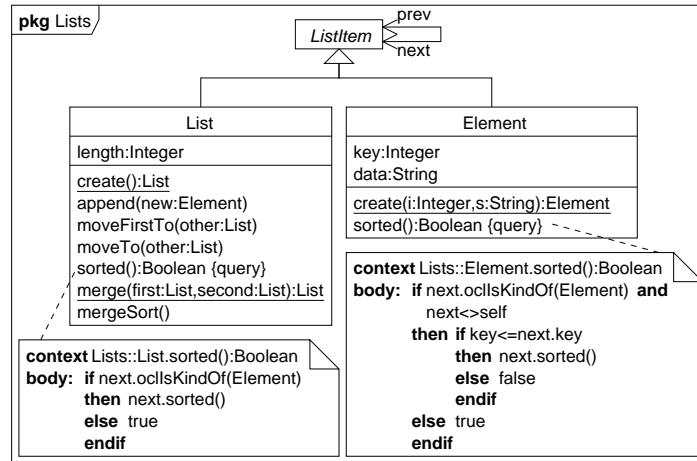 pkg Lists
prev
ListItem
next
List
length:Integer
create():List
append(new:Element)
moveFirstTo(other:List)
moveTo(other:List)
sorted():Boolean {query}
merge(first:List,second:List):List
mergeSort()
Element
key:Integer
data:String
create(i:Integer,s:String):Element
sorted():Boolean {query}
context Lists::List.sorted():Boolean
body: if next.oclIsKindOf(Element)
then next.sorted()
else true
endif
context Lists::Element.sorted():Boolean
body: if next.oclIsKindOf(Element) and
next<>self
then if key<=next.key
then next.sorted()
else false
endif
else true
endif